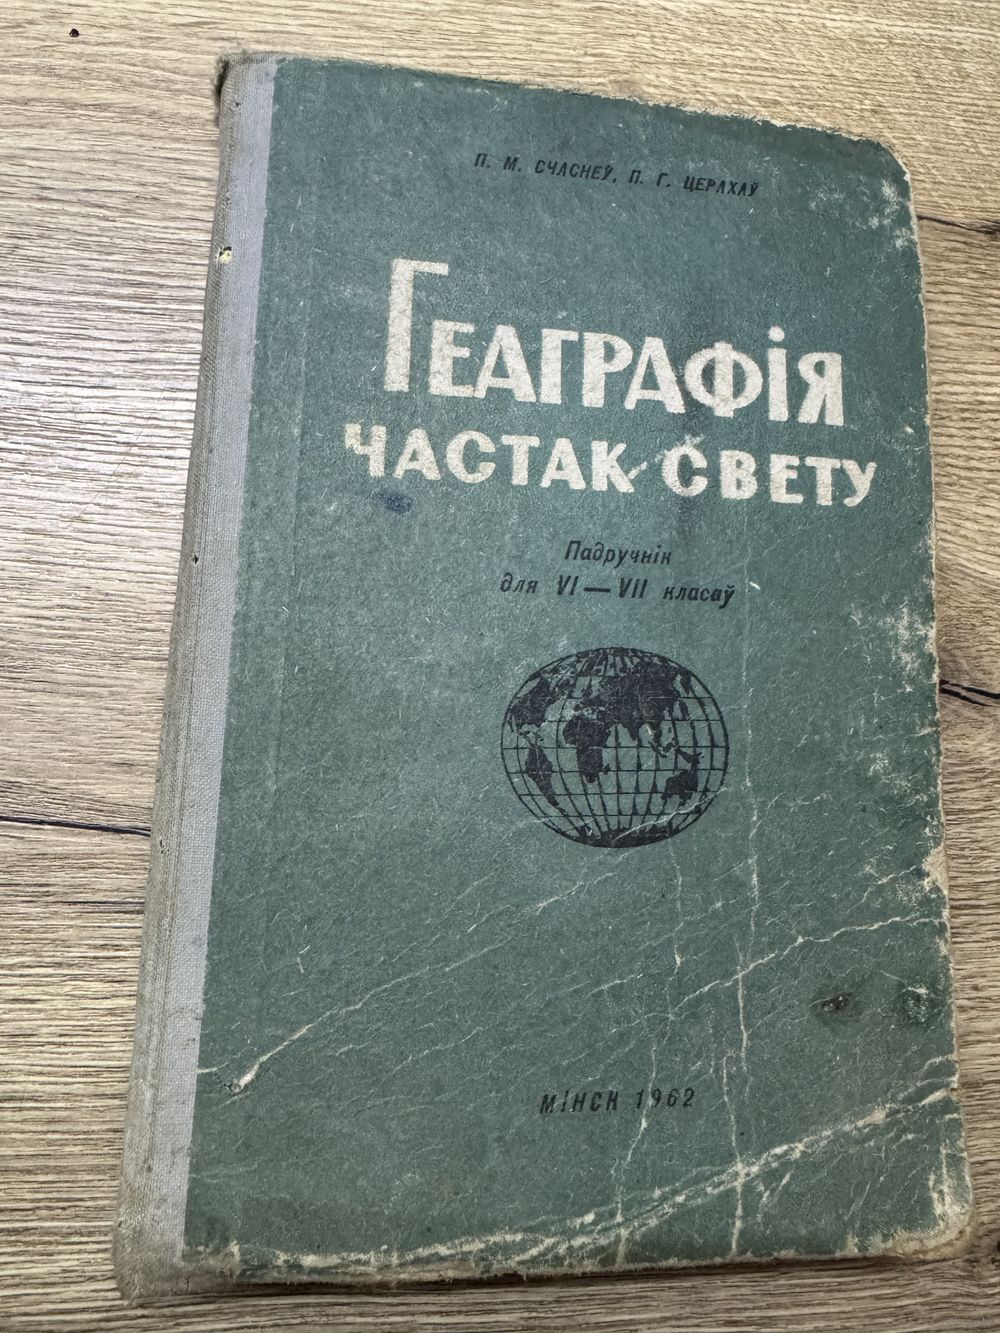 П. М. СЧАСНЕЎ, П. Г. ЦЕРАХАЎ
ГЕАГРАФІЯ
ЧАСТАК СВЕТУ
Падручнік
для VI—VII класаў
МІНСК 1962